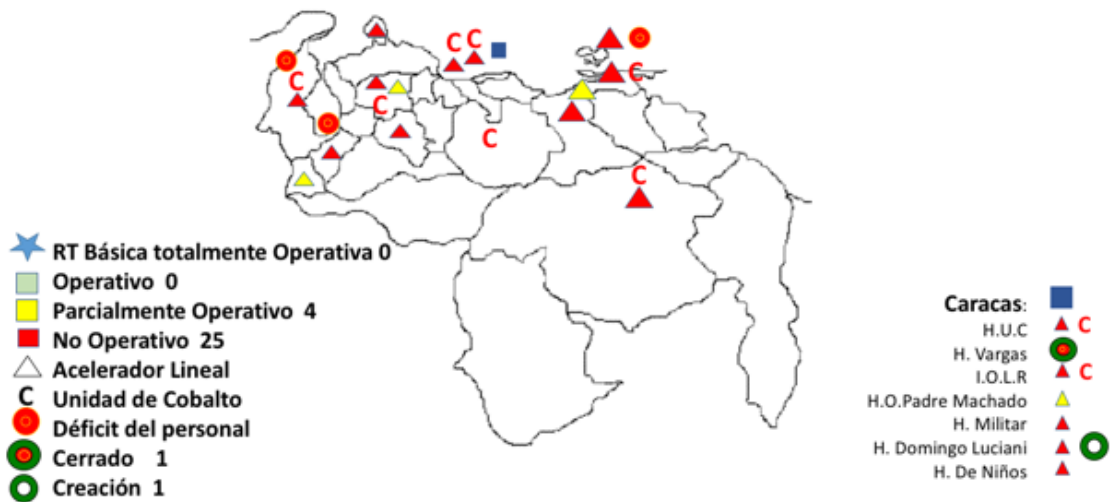 C C
C
C
C
C
C
RT Básica totalmente Operativa 0
Operativo 0
Parcialmente Operativo 4
No Operativo 25
Acelerador Lineal
C Unidad de Cobalto
Déficit del personal
Cerrado 1
Creación 1
Caracas:
H.U.C C
H. Vargas
I.O.L.R C
H.O.Padre Machado
H. Militar
H. Domingo Luciani
H. De Niños